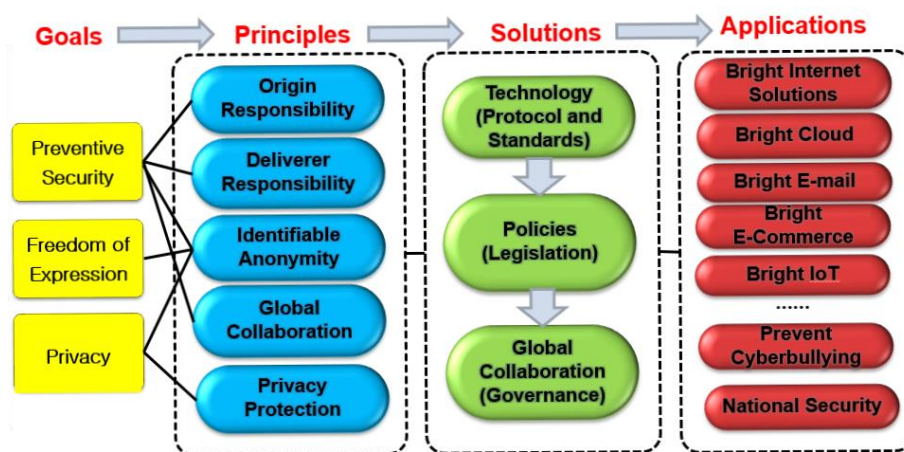 Goals
Principles
Solutions
Applications
Preventive
Security
Freedom of
Expression
Privacy
Origin
Responsibility
Deliverer
Responsibility
Identifiable
Anonymity
Global
Collaboration
Privacy
Protection
Technology
(Protocol and
Standards)
Policies
(Legislation)
Global
Collaboration
(Governance)
Bright Internet
Solutions
Bright Cloud
Bright E-mail
Bright
E-Commerce
Bright IoT
......
Prevent
Cyberbullying
National Security